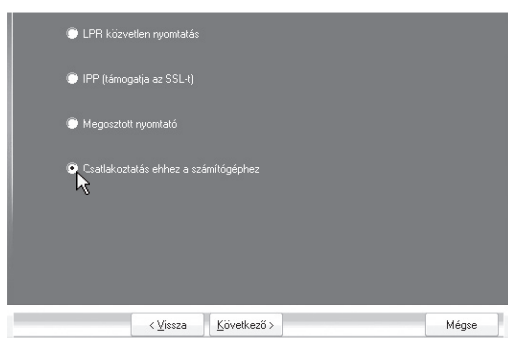 LPR közvetlen nyomtatás
IPP (támogatja az SSL-t)
Megosztott nyomtató
Csatlakoztatás ehhez a számítógéphez
< Vissza Következő > Mégse